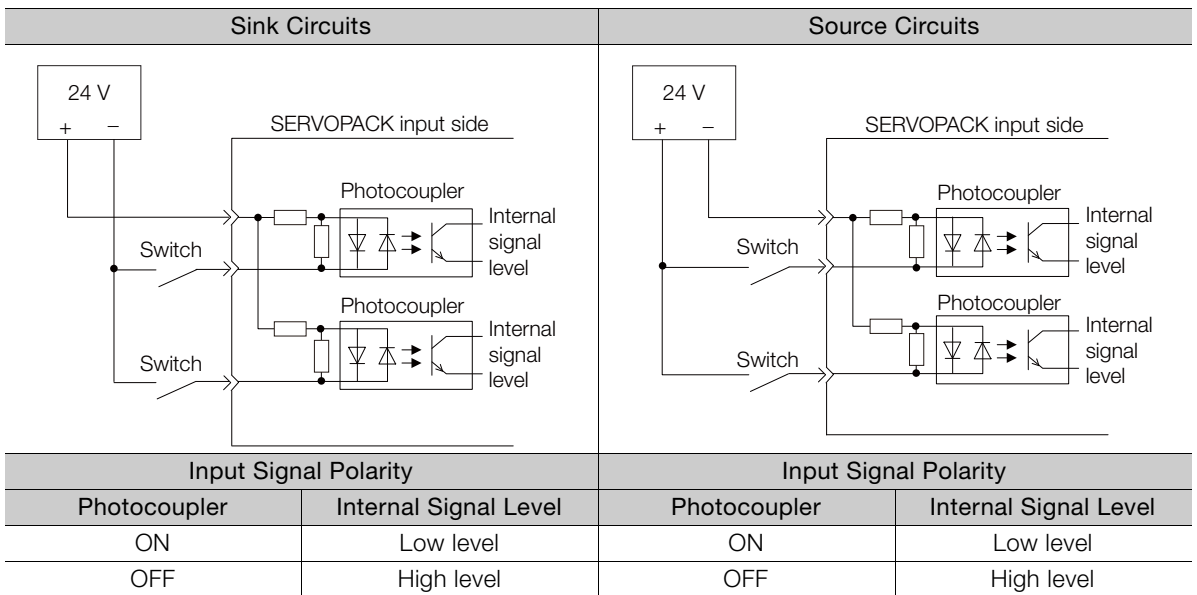 Sink Circuits
24 V
+ −
SERVOPACK input side
Photocoupler
Internal
signal
level
Switch
Photocoupler
Internal
signal
level
Switch
Source Circuits
24 V
+ −
SERVOPACK input side
Photocoupler
Internal
signal
level
Switch
Photocoupler
Internal
signal
level
Switch
Input Signal Polarity
Input Signal Polarity
Photocoupler Internal Signal Level Photocoupler Internal Signal Level
ON Low level ON Low level
OFF High level OFF High level